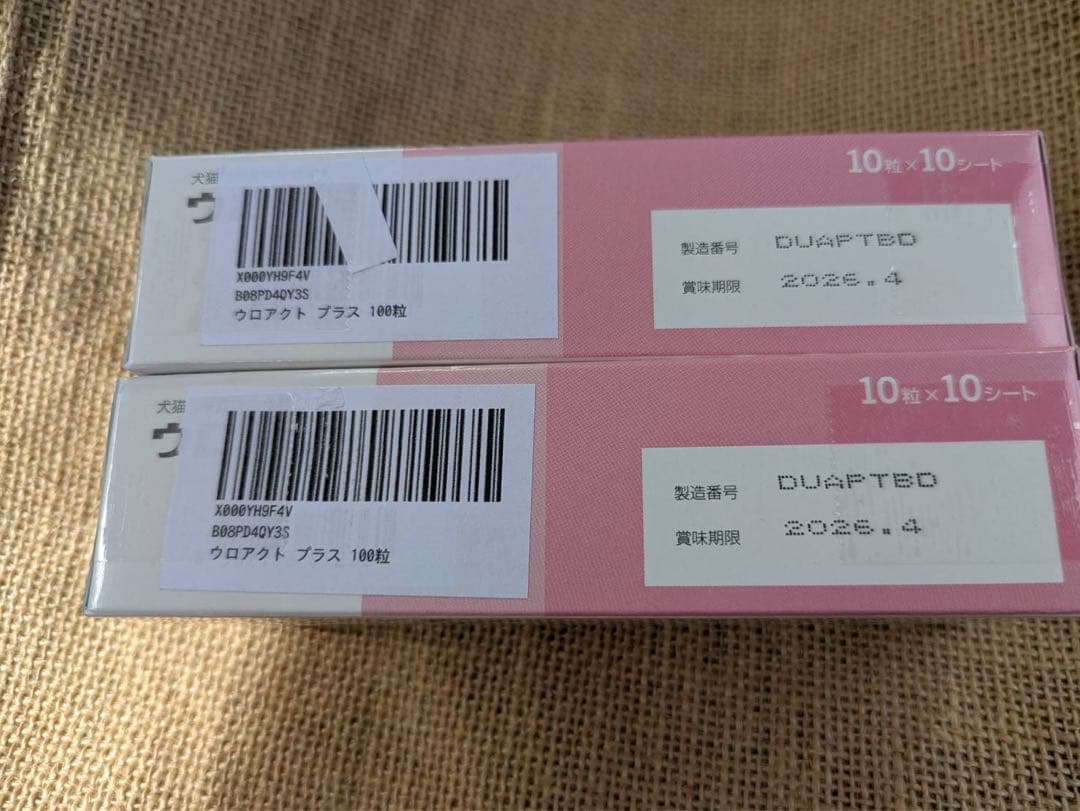 犬猫
ウ
X000YH9F4V
B08PD4QY3S
ウロアクト プラス 100粒
10粒×10シート
製造番号 DUAPTBD
賞味期限 2026.4
犬猫
ウ
X000YH9F4V
B08PD4QY3S
ウロアクト プラス 100粒
10粒×10シート
製造番号 DUAPTBD
賞味期限 2026.4